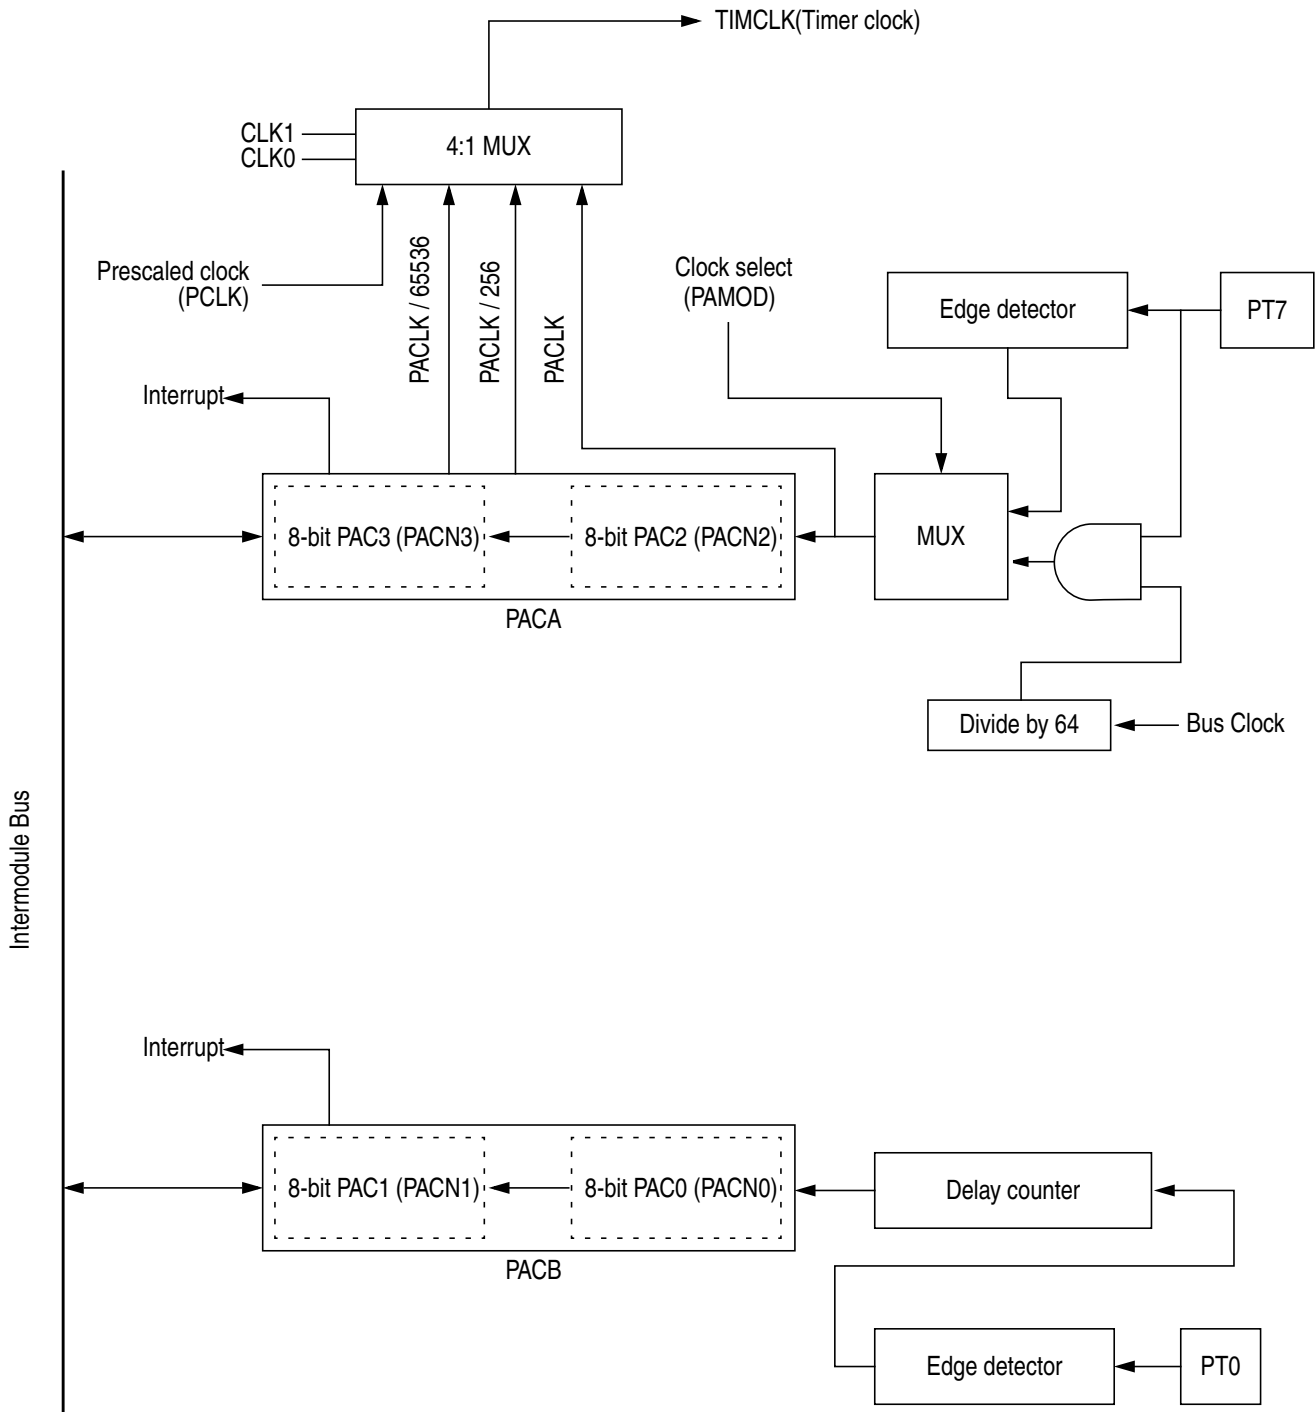 TIMCLK(Timer clock)
CLK1
CLK0
4:1 MUX
Prescaled clock
(PCLK)
PACLK / 65536
PACLK / 256
PACLK
Clock select
(PAMOD)
Edge detector
PT7
Interrupt
8-bit PAC3 (PACN3)
8-bit PAC2 (PACN2)
MUX
PACA
Divide by 64
Bus Clock
Intermodule Bus
Interrupt
8-bit PAC1 (PACN1)
8-bit PAC0 (PACN0)
Delay counter
PACB
Edge detector
PT0